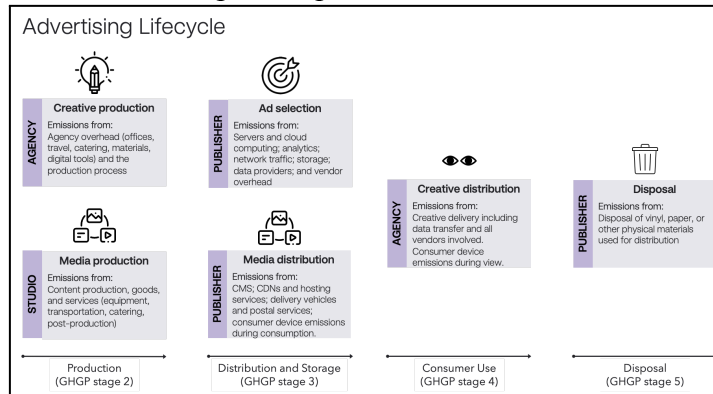 Advertising Lifecycle
AGENCY
Creative production
Emissions from:
Agency overhead (offices,
travel, catering, materials,
digital tools) and the
production process
STUDIO
Media production
Emissions from:
Content production, goods,
and services (equipment,
transportation, catering,
post-production)
PUBLISHER
Ad selection
Emissions from:
Servers and cloud
computing; analytics;
network traffic; storage;
data providers; and vendor
overhead
PUBLISHER
Media distribution
Emissions from:
CMS; CDNs and hosting
services; delivery vehicles
and postal services;
consumer device emissions
during consumption.
AGENCY
Creative distribution
Emissions from:
Creative delivery including
data transfer and all
vendors involved.
Consumer device
emissions during view.
PUBLISHER
Disposal
Emissions from:
Disposal of vinyl, paper, or
other physical materials
used for distribution
Production
(GHGP stage 2)
Distribution and Storage
(GHGP stage 3)
Consumer Use
(GHGP stage 4)
Disposal
(GHGP stage 5)